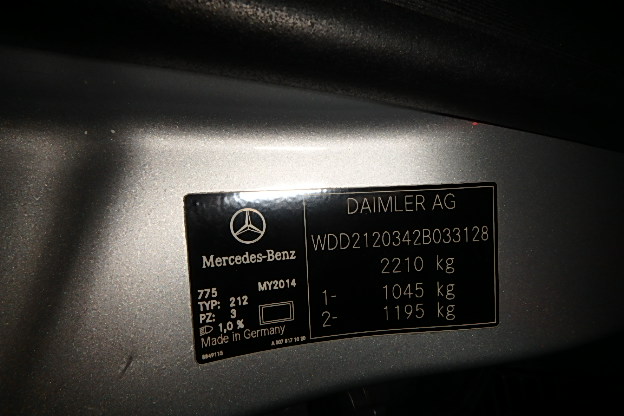 Mercedes-Benz
775 MY2014
TYP: 212
PZ: 3
1,0 %
Made in Germany
DAIMLER AG
WDD2120342B033128
2210 kg
1- 1045 kg
2- 1195 kg